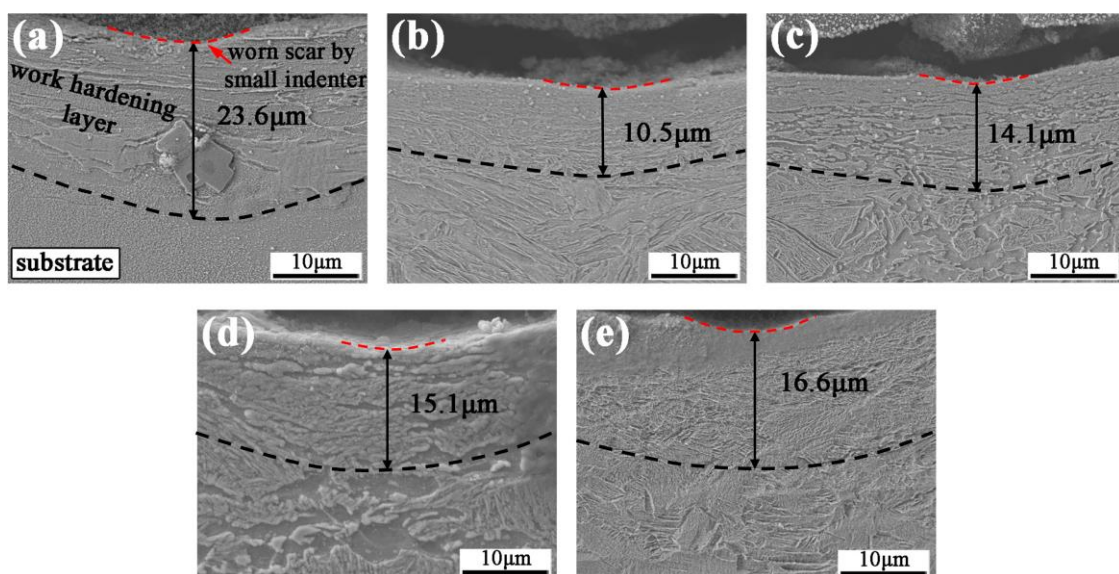 (a)
worn scar by
small indenter
work hardening
layer
23.6μm
substrate
10μm
(b)
10.5μm
10μm
(c)
14.1μm
10μm
(d)
15.1μm
10μm
(e)
16.6μm
10μm